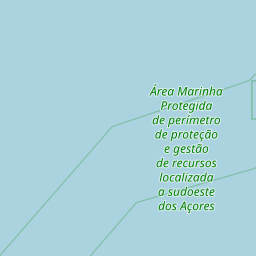 Área Marinha
Protegida
de perímetro
de proteção
e gestão
de recursos
localizada
a sudoeste
dos Açores